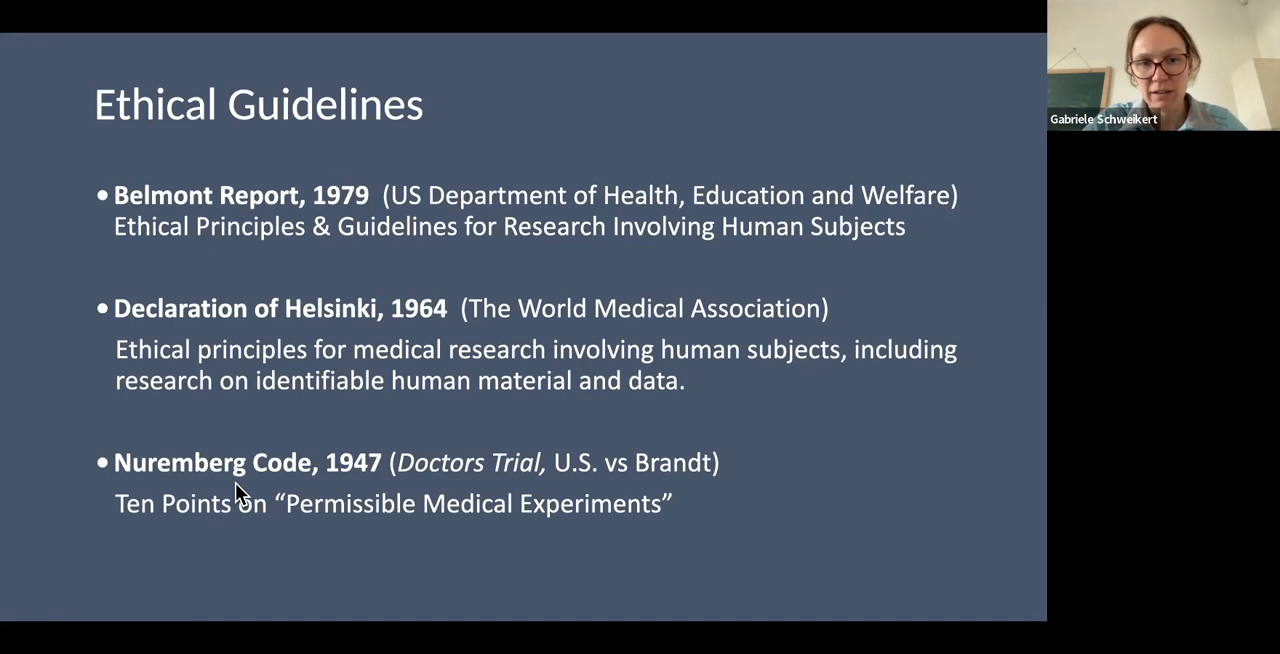 Ethical Guidelines
• Belmont Report, 1979 (US Department of Health, Education and Welfare)
Ethical Principles & Guidelines for Research Involving Human Subjects
• Declaration of Helsinki, 1964 (The World Medical Association)
Ethical principles for medical research involving human subjects, including
research on identifiable human material and data.
• Nuremberg Code, 1947 (Doctors Trial, U.S. vs Brandt)
Ten Points on “Permissible Medical Experiments”
Gabriele Schweikert